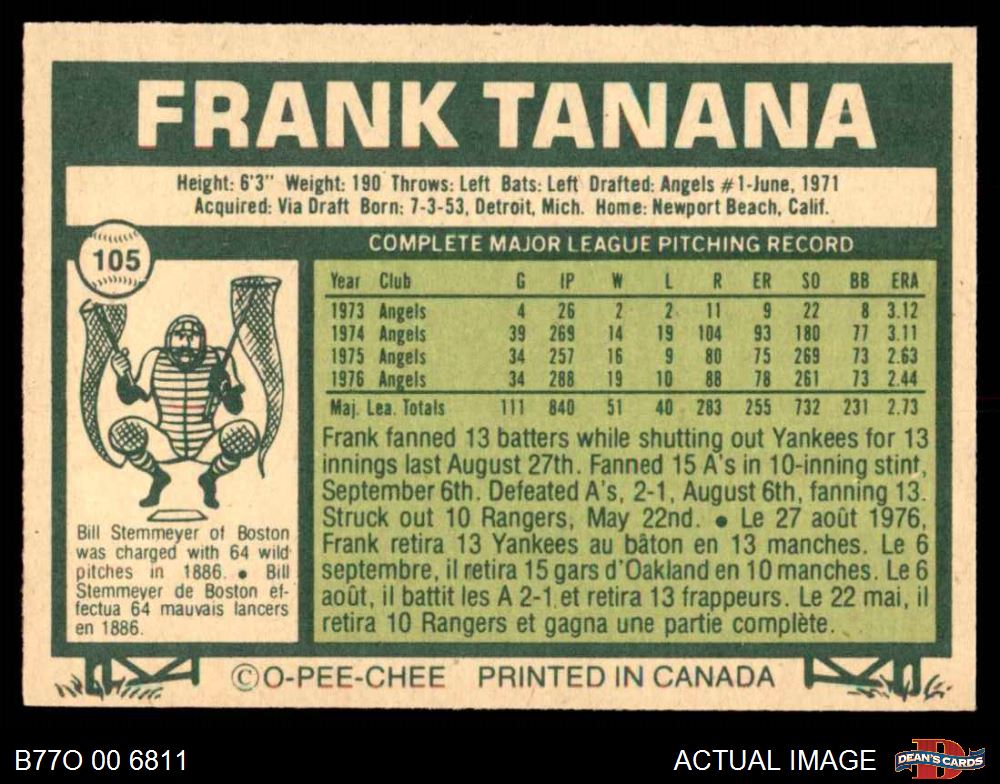 FRANK TANANA
Height: 6'3" Weight: 190 Throws: Left Bats: Left Drafted: Angels #1-June, 1971
Acquired: Via Draft Born: 7-3-53, Detroit, Mich. Home: Newport Beach, Calif.
105
COMPLETE MAJOR LEAGUE PITCHING RECORD
Year Club G IP W L R ER SO BB ERA
1973 Angels 4 26 2 2 11 9 22 8 3.12
1974 Angels 39 269 14 19 104 93 180 77 3.11
1975 Angels 34 257 16 9 80 75 269 73 2.63
1976 Angels 34 288 19 10 88 78 261 73 2.44
Maj. Lea. Totals 111 840 51 40 283 255 732 231 2.73
Frank fanned 13 batters while shutting out Yankees for 13
innings last August 27th. Fanned 15 A's in 10-inning stint,
September 6th. Defeated A's, 2-1, August 6th, fanning 13.
Struck out 10 Rangers, May 22nd. ● Le 27 août 1976,
Frank retira 13 Yankees au bâton en 13 manches. Le 6
septembre, il retira 15 gars d'Oakland en 10 manches. Le 6
août, il battit les A 2-1 et retira 13 frappeurs. Le 22 mai, il
retira 10 Rangers et gagna une partie complète.
Bill Stemmeyer of Boston
was charged with 64 wild
pitches in 1886. ● Bill
Stemmeyer de Boston ef-
fectua 64 mauvais lancers
en 1886.
©O-PEE-CHEE PRINTED IN CANADA
B77O 00 6811
ACTUAL IMAGE
DEAN'S CARDS